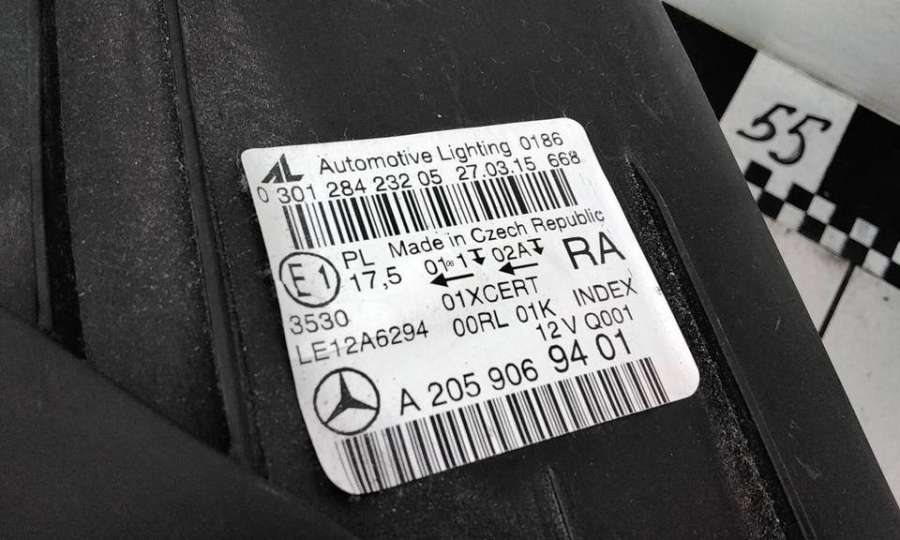 AL Automotive Lighting 0186
0 301 284 232 05 27.03.15 668
PL Made in Czech Republic
E1 17,5 01 1 02A RA
3530 01XCERT
LE12A6294 00RL 01K INDEX
12V Q001
A 205 906 94 01
55